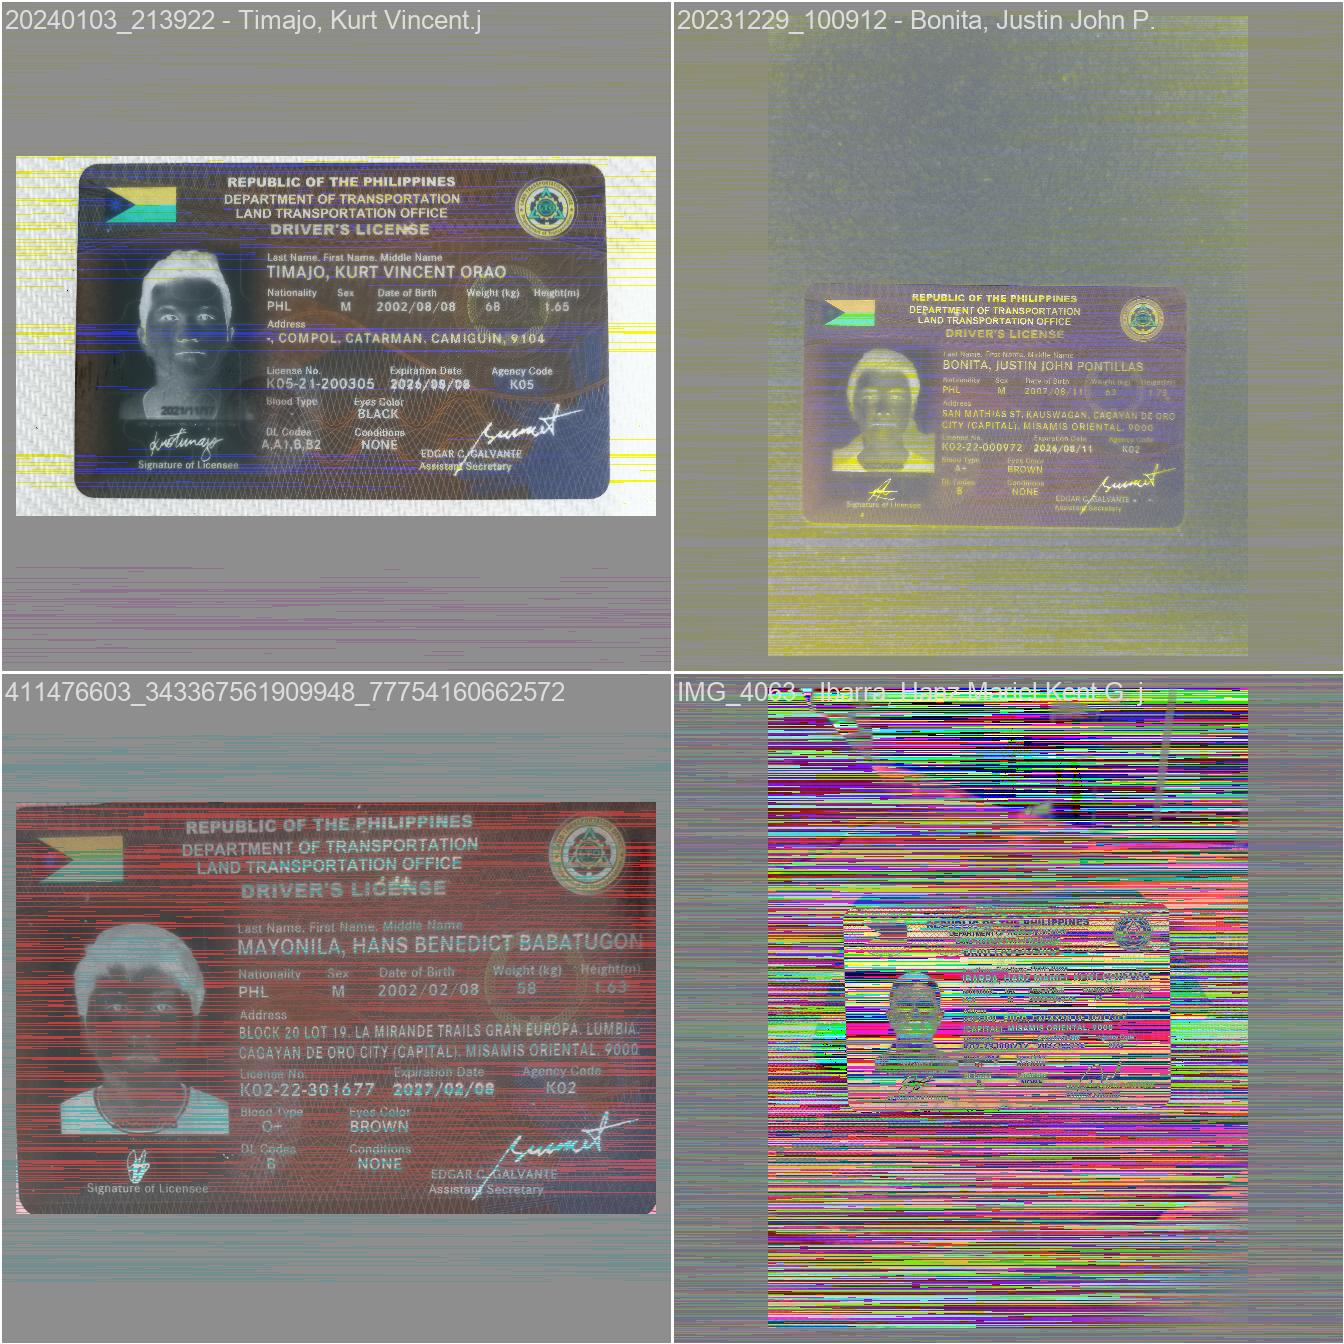 20240103_213922 - Timajo, Kurt Vincent.j
REPUBLIC OF THE PHILIPPINES
DEPARTMENT OF TRANSPORTATION
LAND TRANSPORTATION OFFICE
DRIVER'S LICENSE
Last Name. First Name. Middle Name
TIMAJO, KURT VINCENT ORAO
Nationality Sex Date of Birth Weight (kg) Height(m)
PHL M 2002/08/08 68 1.65
Address
-, COMPOL, CATARMAN, CAMIGUIN, 9104
License No. Expiration Date Agency Code
K05-21-200305 2026/08/08 K05
Blood Type Eyes Color
BLACK
DL Codes Conditions
A,A1,B,B2 NONE
2021/11/17
EDGAR C. GALVANTE
Assistant Secretary
Signature of Licensee
20231229_100912 - Bonita, Justin John P.
REPUBLIC OF THE PHILIPPINES
DEPARTMENT OF TRANSPORTATION
LAND TRANSPORTATION OFFICE
DRIVER'S LICENSE
Last Name. First Name. Middle Name
BONITA, JUSTIN JOHN PONTILLAS
Nationality Sex Date of Birth Weight (kg) Height(m)
PHL M 2007/08/11 63 1.73
Address
SAN MATHIAS ST, KAUSWAGAN, CAGAYAN DE ORO
CITY (CAPITAL), MISAMIS ORIENTAL, 9000
License No. Expiration Date Agency Code
K02-22-000972 2026/08/11 K02
Blood Type Eyes Color
A+ BROWN
DL Codes Conditions
B NONE
EDGAR C. GALVANTE
Assistant Secretary
Signature of Licensee
411476603_343367561909948_77754160662572
REPUBLIC OF THE PHILIPPINES
DEPARTMENT OF TRANSPORTATION
LAND TRANSPORTATION OFFICE
DRIVER'S LICENSE
Last Name. First Name. Middle Name
MAYONILA, HANS BENEDICT BABATUGON
Nationality Sex Date of Birth Weight (kg) Height(m)
PHL M 2002/02/08 58 1.63
Address
BLOCK 20 LOT 19. LA MIRANDE TRAILS GRAN EUROPA. LUMBIA,
CAGAYAN DE ORO CITY (CAPITAL), MISAMIS ORIENTAL, 9000
License No. Expiration Date Agency Code
K02-22-301677 2027/02/08 K02
Blood Type Eyes Color
O+ BROWN
DL Codes Conditions
B NONE
EDGAR C. GALVANTE
Assistant Secretary
Signature of Licensee
IMG_4063 - Ibarra, Hanz Mariel Kent G .j
REPUBLIC OF THE PHILIPPINES
(CAPITAL), MISAMIS ORIENTAL, 9000